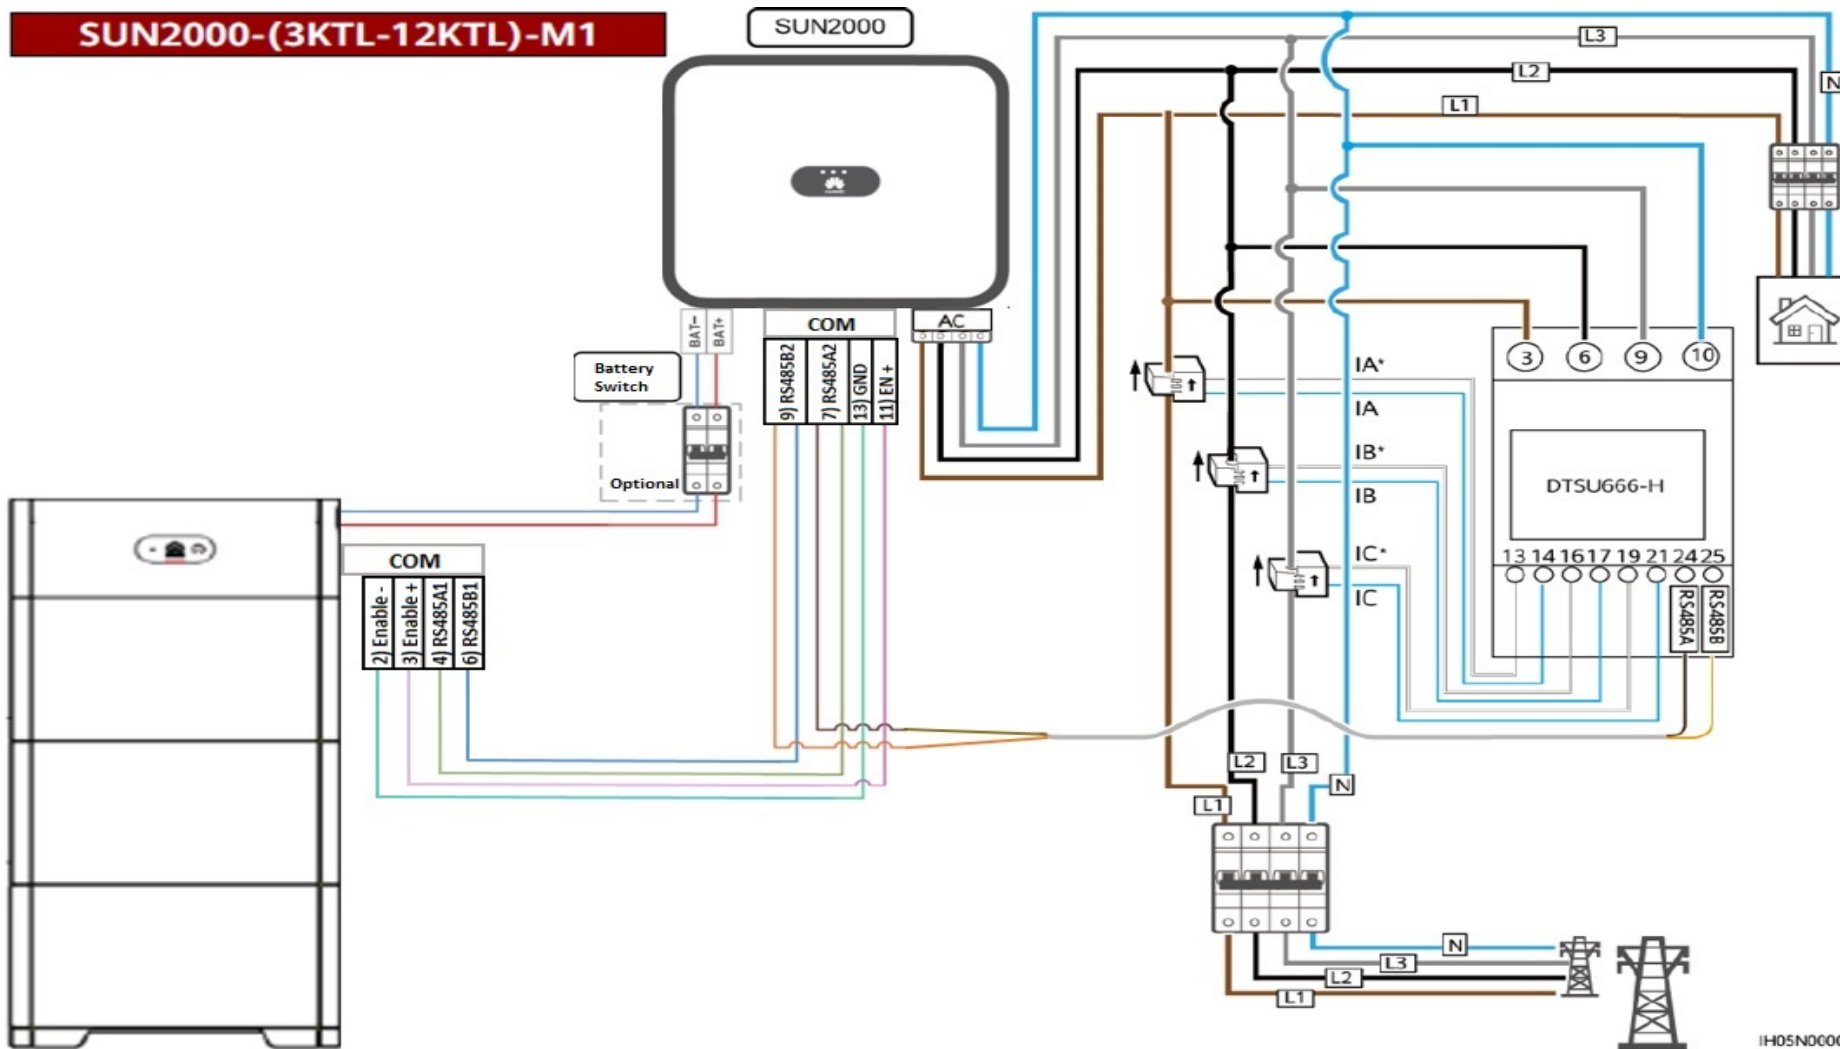 SUN2000-(3KTL-12KTL)-M1
SUN2000
L3
L2
N
L1
BAT-
BAT+
COM
AC
9) RS485B2
7) RS485A2
13) GND
11) EN +
Battery
Switch
Optional
3
6
9
10
IA*
IA
IB*
IB
IC*
IC
DTSU666-H
13 14 16 17 19 21 24 25
RS485A
RS485B
COM
2) Enable -
3) Enable +
4) RS485A1
6) RS485B1
L2
L3
N
L1
N
L3
L2
L1